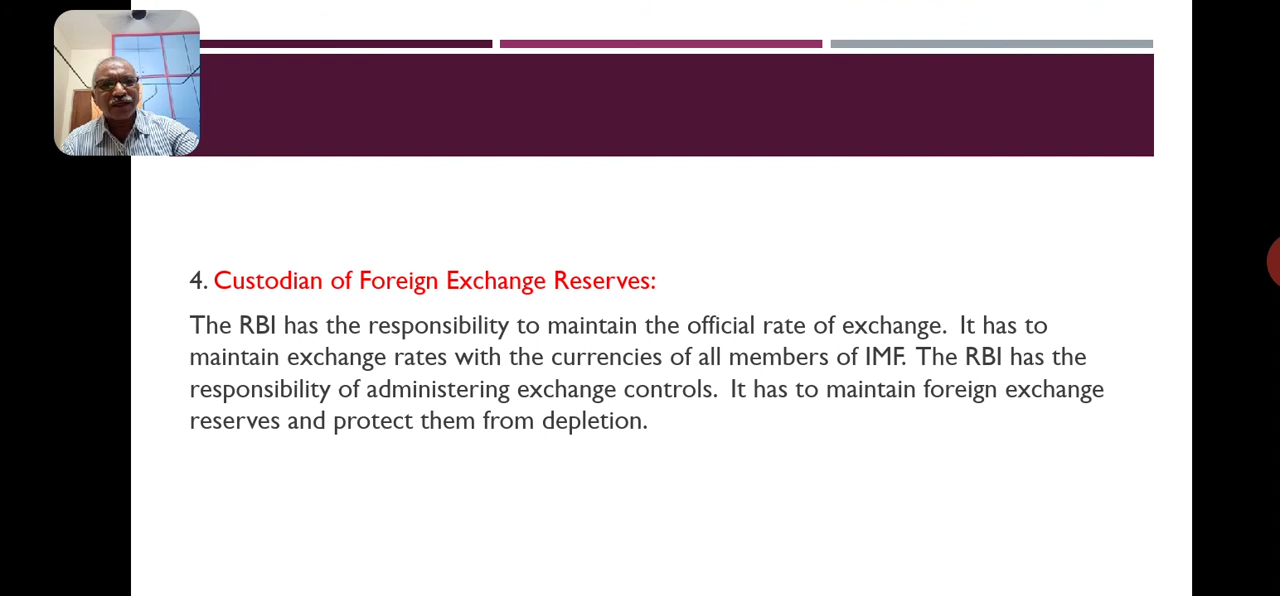 4. Custodian of Foreign Exchange Reserves:
The RBI has the responsibility to maintain the official rate of exchange.  It has to
maintain exchange rates with the currencies of all members of IMF.  The RBI has the
responsibility of administering exchange controls.  It has to maintain foreign exchange
reserves and protect them from depletion.